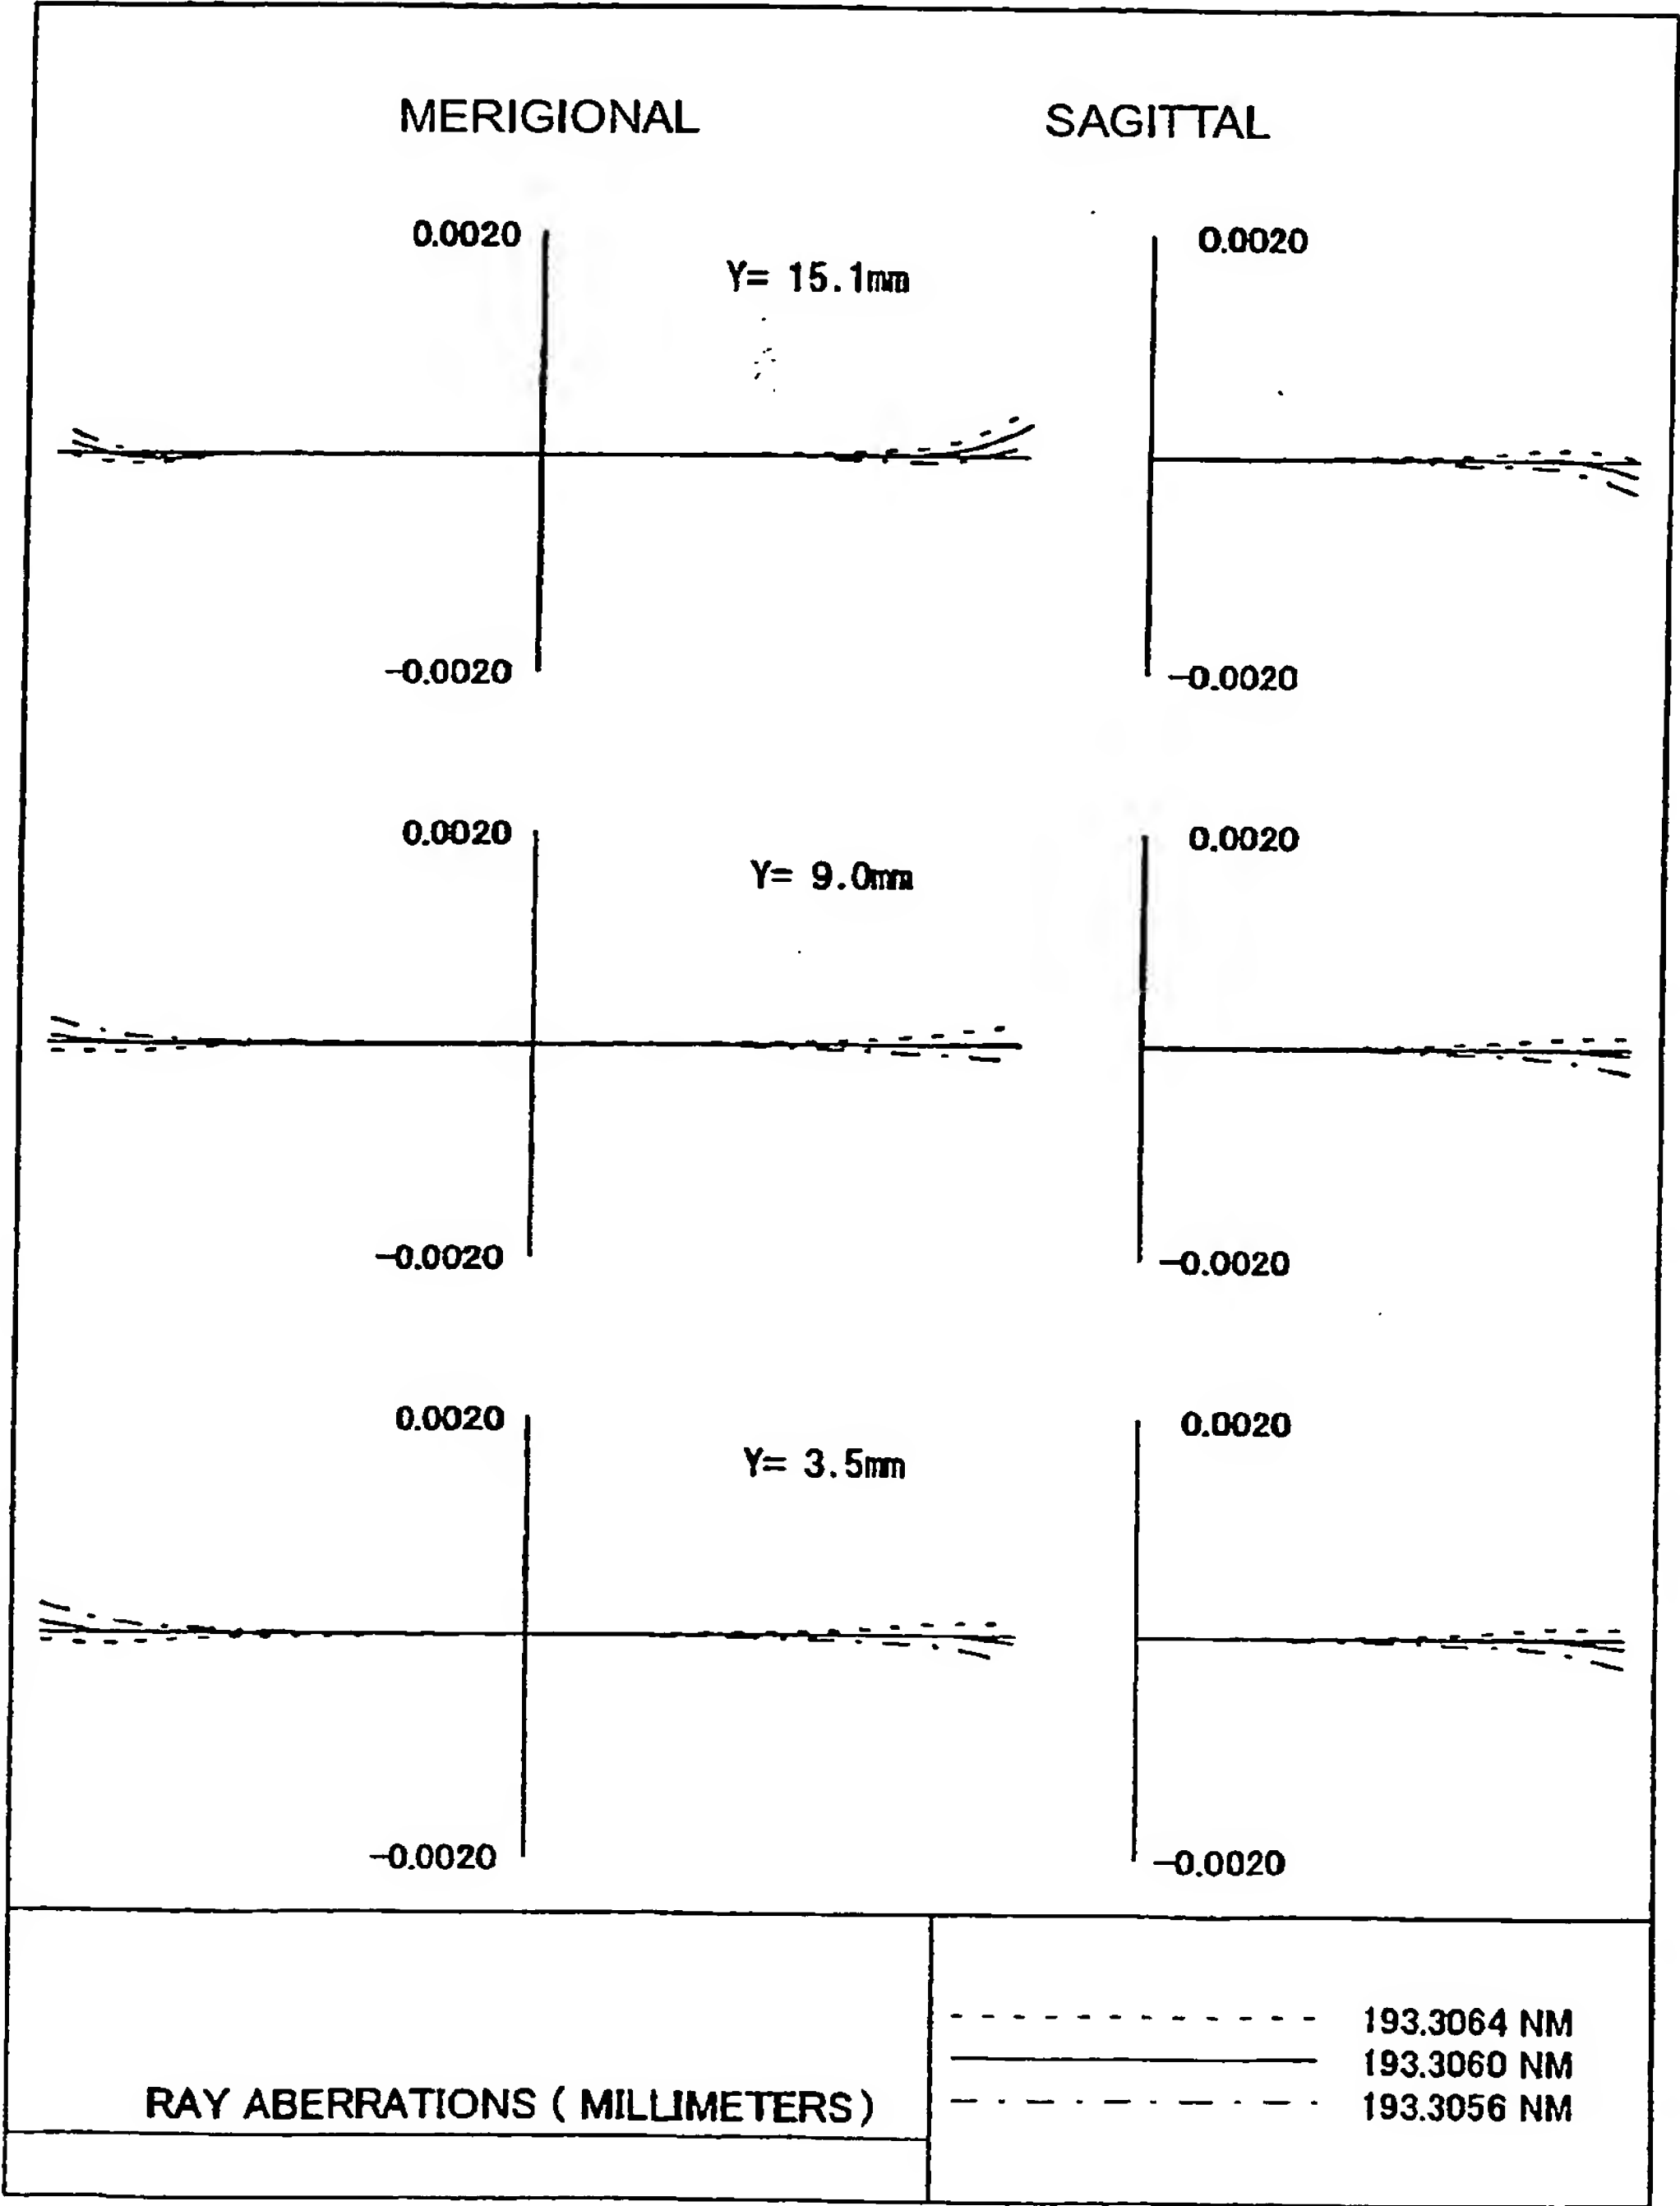 MERIGIONAL SAGITTAL
0.0020 0.0020
Y= 15.1mm
-0.0020 -0.0020
0.0020 0.0020
Y= 9.0mm
-0.0020 -0.0020
0.0020 0.0020
Y= 3.5mm
-0.0020 -0.0020
193.3064 NM
193.3060 NM
RAY ABERRATIONS ( MILLIMETERS ) 193.3056 NM